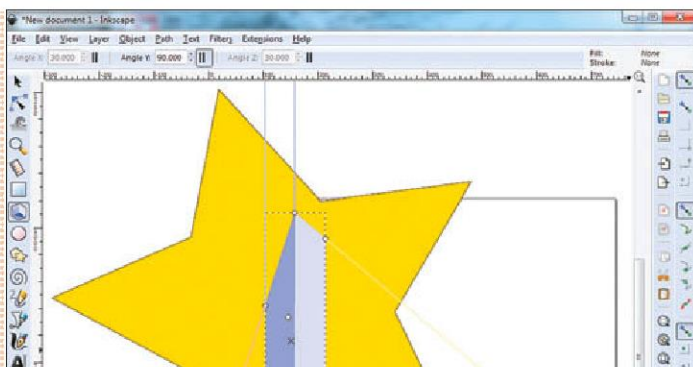 *New document 1 - Inkscape
File Edit View Layer Object Path Text Filters Extensions Help
Angle X: 30.000 Angle Y: 90.000 Angle Z: 30.000 Fill: None
Stroke: None